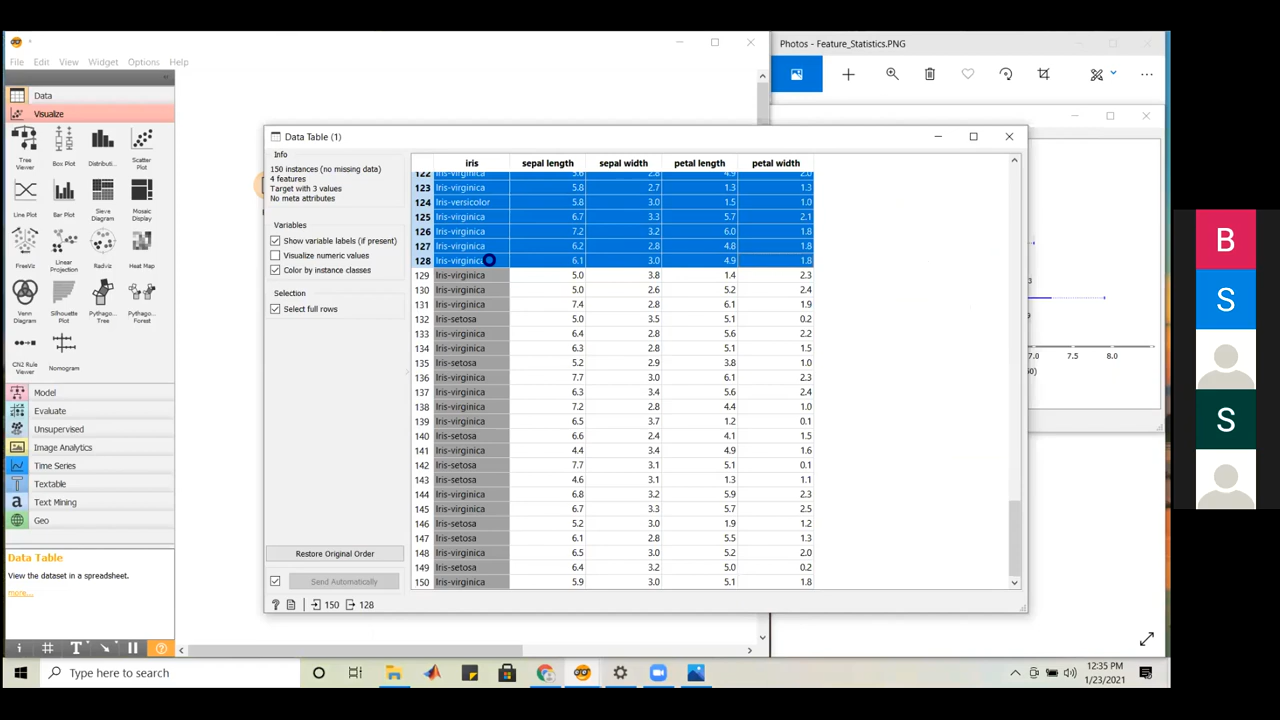 Photos - Feature_Statistics.PNG
File Edit View Widget Options Help
Data
Visualize
Tree Viewer
Box Plot
Distributi...
Scatter Plot
Line Plot
Bar Plot
Sieve Diagram
Mosaic Display
FreeViz
Linear Projection
Radviz
Heat Map
Venn Diagram
Silhouette Plot
Pythago... Tree
Pythago... Forest
CN2 Rule Viewer
Nomogram
Model
Evaluate
Unsupervised
Image Analytics
Time Series
Textable
Text Mining
Geo
Data Table
View the dataset in a spreadsheet.
more...
Data Table (1)
Info
150 instances (no missing data)
4 features
Target with 3 values
No meta attributes
Variables
Show variable labels (if present)
Visualize numeric values
Color by instance classes
Selection
Select full rows
Restore Original Order
Send Automatically
150 128
iris sepal length sepal width petal length petal width
122 Iris-virginica 5.6 2.8 4.9 2.0
123 Iris-virginica 5.8 2.7 1.3 1.3
124 Iris-versicolor 5.8 3.0 1.5 1.0
125 Iris-virginica 6.7 3.3 5.7 2.1
126 Iris-virginica 7.2 3.2 6.0 1.8
127 Iris-virginica 6.2 2.8 4.8 1.8
128 Iris-virginica 6.1 3.0 4.9 1.8
129 Iris-virginica 5.0 3.8 1.4 2.3
130 Iris-virginica 5.0 2.6 5.2 2.4
131 Iris-virginica 7.4 2.8 6.1 1.9
132 Iris-setosa 5.0 3.5 5.1 0.2
133 Iris-virginica 6.4 2.8 5.6 2.2
134 Iris-virginica 6.3 2.8 5.1 1.5
135 Iris-setosa 5.2 2.9 3.8 1.0
136 Iris-virginica 7.7 3.0 6.1 2.3
137 Iris-virginica 6.3 3.4 5.6 2.4
138 Iris-virginica 7.2 2.8 4.4 1.0
139 Iris-virginica 6.5 3.7 1.2 0.1
140 Iris-setosa 6.6 2.4 4.1 1.5
141 Iris-virginica 4.4 3.4 4.9 1.6
142 Iris-setosa 7.7 3.1 5.1 0.1
143 Iris-setosa 4.6 3.1 1.3 1.1
144 Iris-virginica 6.8 3.2 5.9 2.3
145 Iris-virginica 6.7 3.3 5.7 2.5
146 Iris-setosa 5.2 3.0 1.9 1.2
147 Iris-setosa 6.1 2.8 5.5 1.3
148 Iris-virginica 6.5 3.0 5.2 2.0
149 Iris-setosa 6.4 3.2 5.0 0.2
150 Iris-virginica 5.9 3.0 5.1 1.8
7.0 7.5 8.0
B
S
S
Type here to search
12:35 PM
1/23/2021